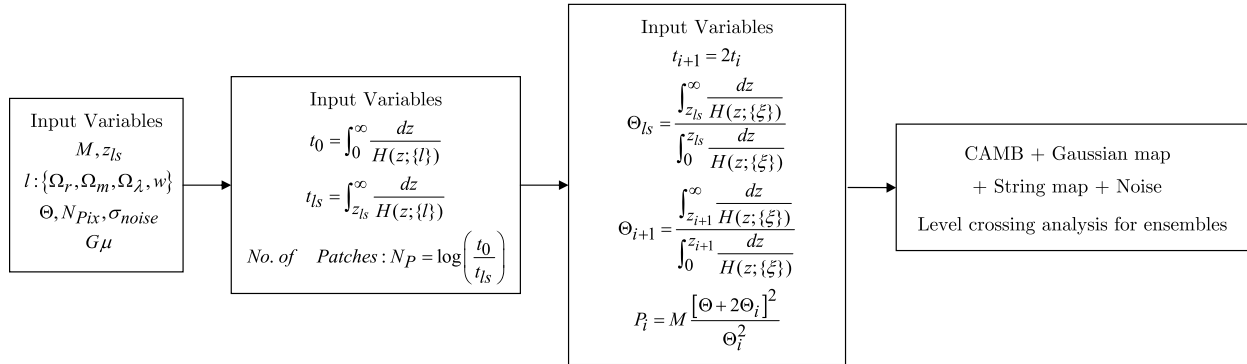 Input Variables
M, z_{ls}
l:{Ω_r, Ω_m, Ω_λ, w}
Θ, N_{Pix}, σ_{noise}
Gμ
Input Variables
t_0 = ∫_0^∞ dz / H(z;{l})
t_{ls} = ∫_{z_{ls}}^∞ dz / H(z;{l})
No. of Patches: N_P = log(t_0 / t_{ls})
Input Variables
t_{i+1} = 2t_i
Θ_{ls} = ∫_{z_{ls}}^∞ dz / H(z;{ξ}) / ∫_0^{z_{ls}} dz / H(z;{ξ})
Θ_{i+1} = ∫_{z_{i+1}}^∞ dz / H(z;{ξ}) / ∫_0^{z_{i+1}} dz / H(z;{ξ})
P_i = M [Θ + 2Θ_i]^2 / Θ_i^2
CAMB + Gaussian map
+ String map + Noise
Level crossing analysis for ensembles